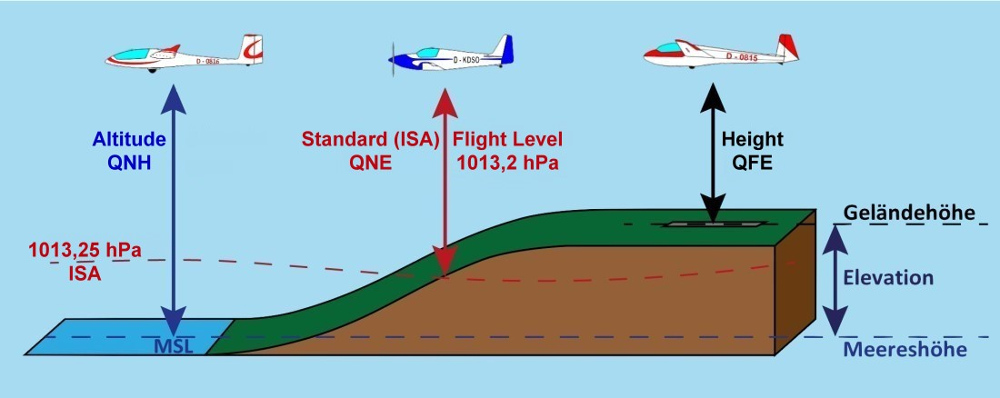 D - 0816
D - KDSO
D - 0815
Altitude
QNH
Standard (ISA) Flight Level
QNE 1013,2 hPa
Height
QFE
Geländehöhe
1013,25 hPa
ISA
Elevation
MSL
Meereshöhe